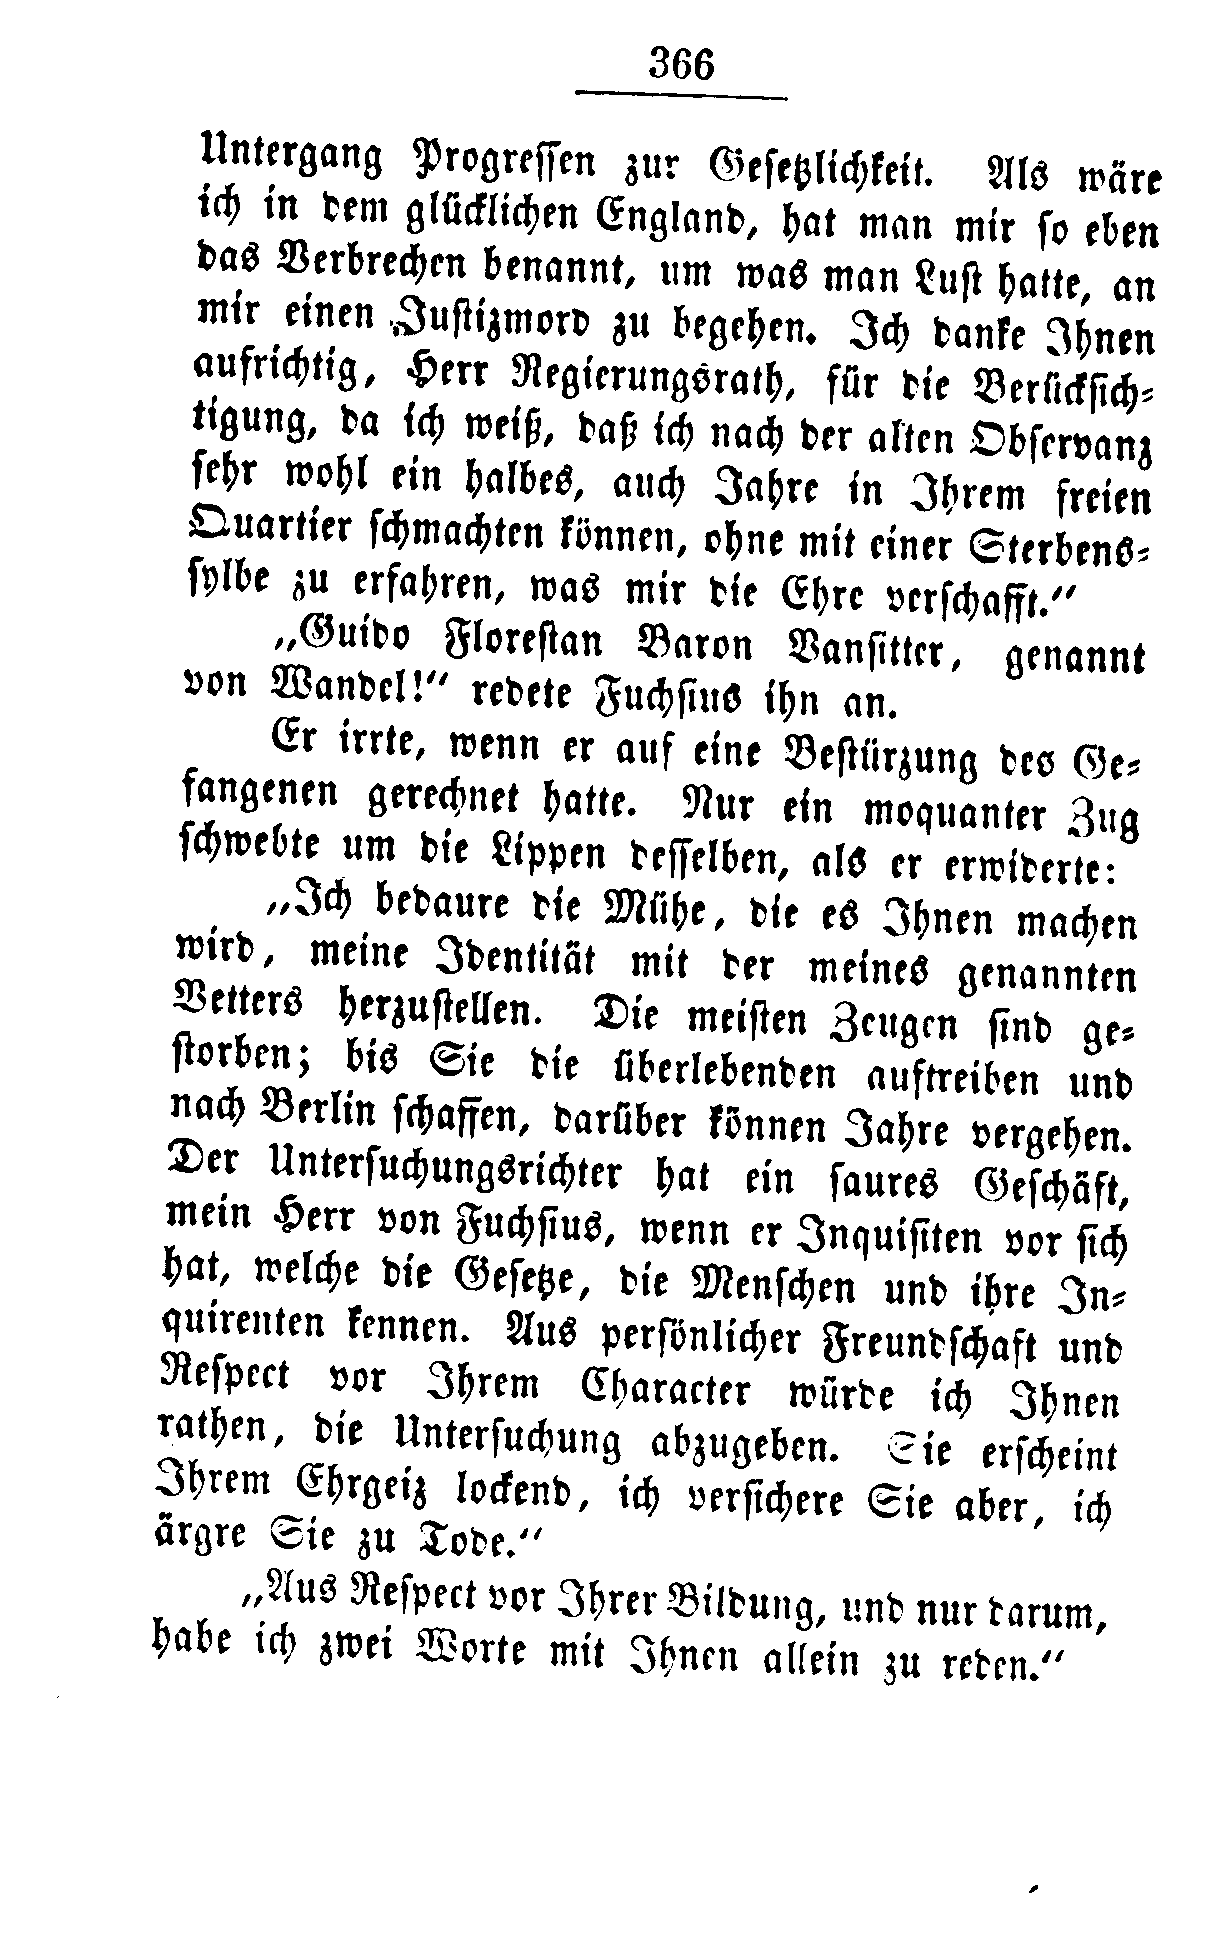 366
Untergang Progressen zur Gesetzlichkeit. Als wäre
ich in dem glücklichen England, hat man mir so eben
das Verbrechen benannt, um was man Lust hatte, an
mir einen Justizmord zu begehen. Ich danke Ihnen
aufrichtig, Herr Regierungsrath, für die Berücksich-
tigung, da ich weiß, daß ich nach der alten Observanz
sehr wohl ein halbes, auch Jahre in Ihrem freien
Quartier schmachten können, ohne mit einer Sterbens-
sylbe zu erfahren, was mir die Ehre verschafft.“
„Guido Florestan Baron Vansitter, genannt
von Wandel!“ redete Fuchsius ihn an.
Er irrte, wenn er auf eine Bestürzung des Ge-
fangenen gerechnet hatte. Nur ein moquanter Zug
schwebte um die Lippen desselben, als er erwiderte:
„Ich bedaure die Mühe, die es Ihnen machen
wird, meine Identität mit der meines genannten
Vetters herzustellen. Die meisten Zeugen sind ge-
storben; bis Sie die überlebenden auftreiben und
nach Berlin schaffen, darüber können Jahre vergehen.
Der Untersuchungsrichter hat ein saures Geschäft,
mein Herr von Fuchsius, wenn er Inquisiten vor sich
hat, welche die Gesetze, die Menschen und ihre In-
quirenten kennen. Aus persönlicher Freundschaft und
Respect vor Ihrem Character würde ich Ihnen
rathen, die Untersuchung abzugeben. Sie erscheint
Ihrem Ehrgeiz lockend, ich versichere Sie aber, ich
ärgre Sie zu Tode.“
„Aus Respect vor Ihrer Bildung, und nur darum,
habe ich zwei Worte mit Ihnen allein zu reden.“